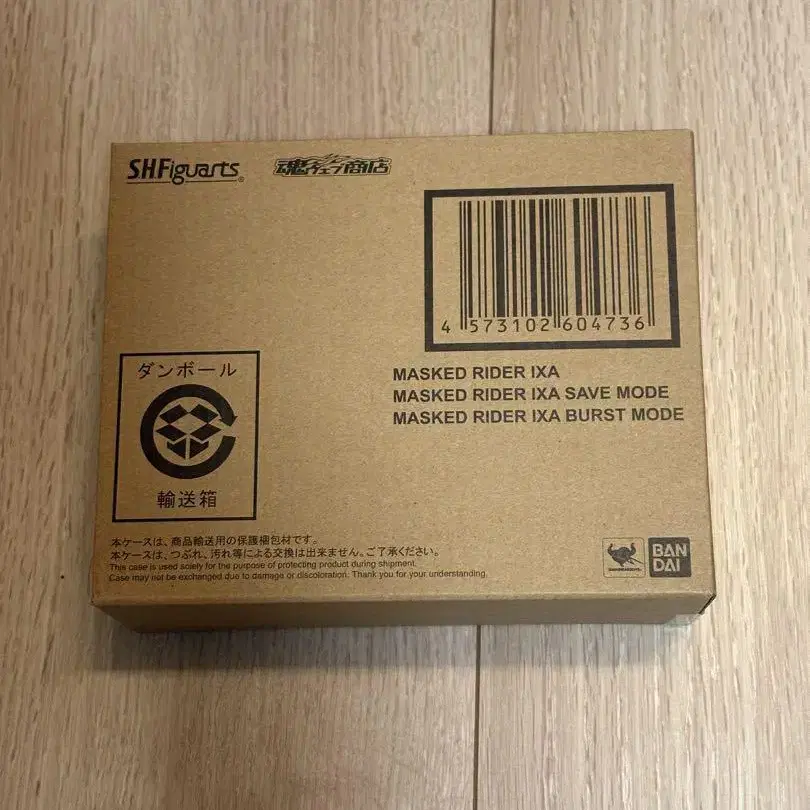 S.H.Figuarts®
魂ウェブ商店
4 573102 604736
MASKED RIDER IXA
MASKED RIDER IXA SAVE MODE
MASKED RIDER IXA BURST MODE
ダンボール
輸送箱
本ケースは、商品輸送用の保護梱包材です。
本ケースは、つぶれ、汚れ等による交換は出来ません。ご了承ください。
This case is used solely for the purpose of protecting product during shipment.
Case may not be exchanged due to damage or discoloration. Thank you for your understanding.
BAN
DAI